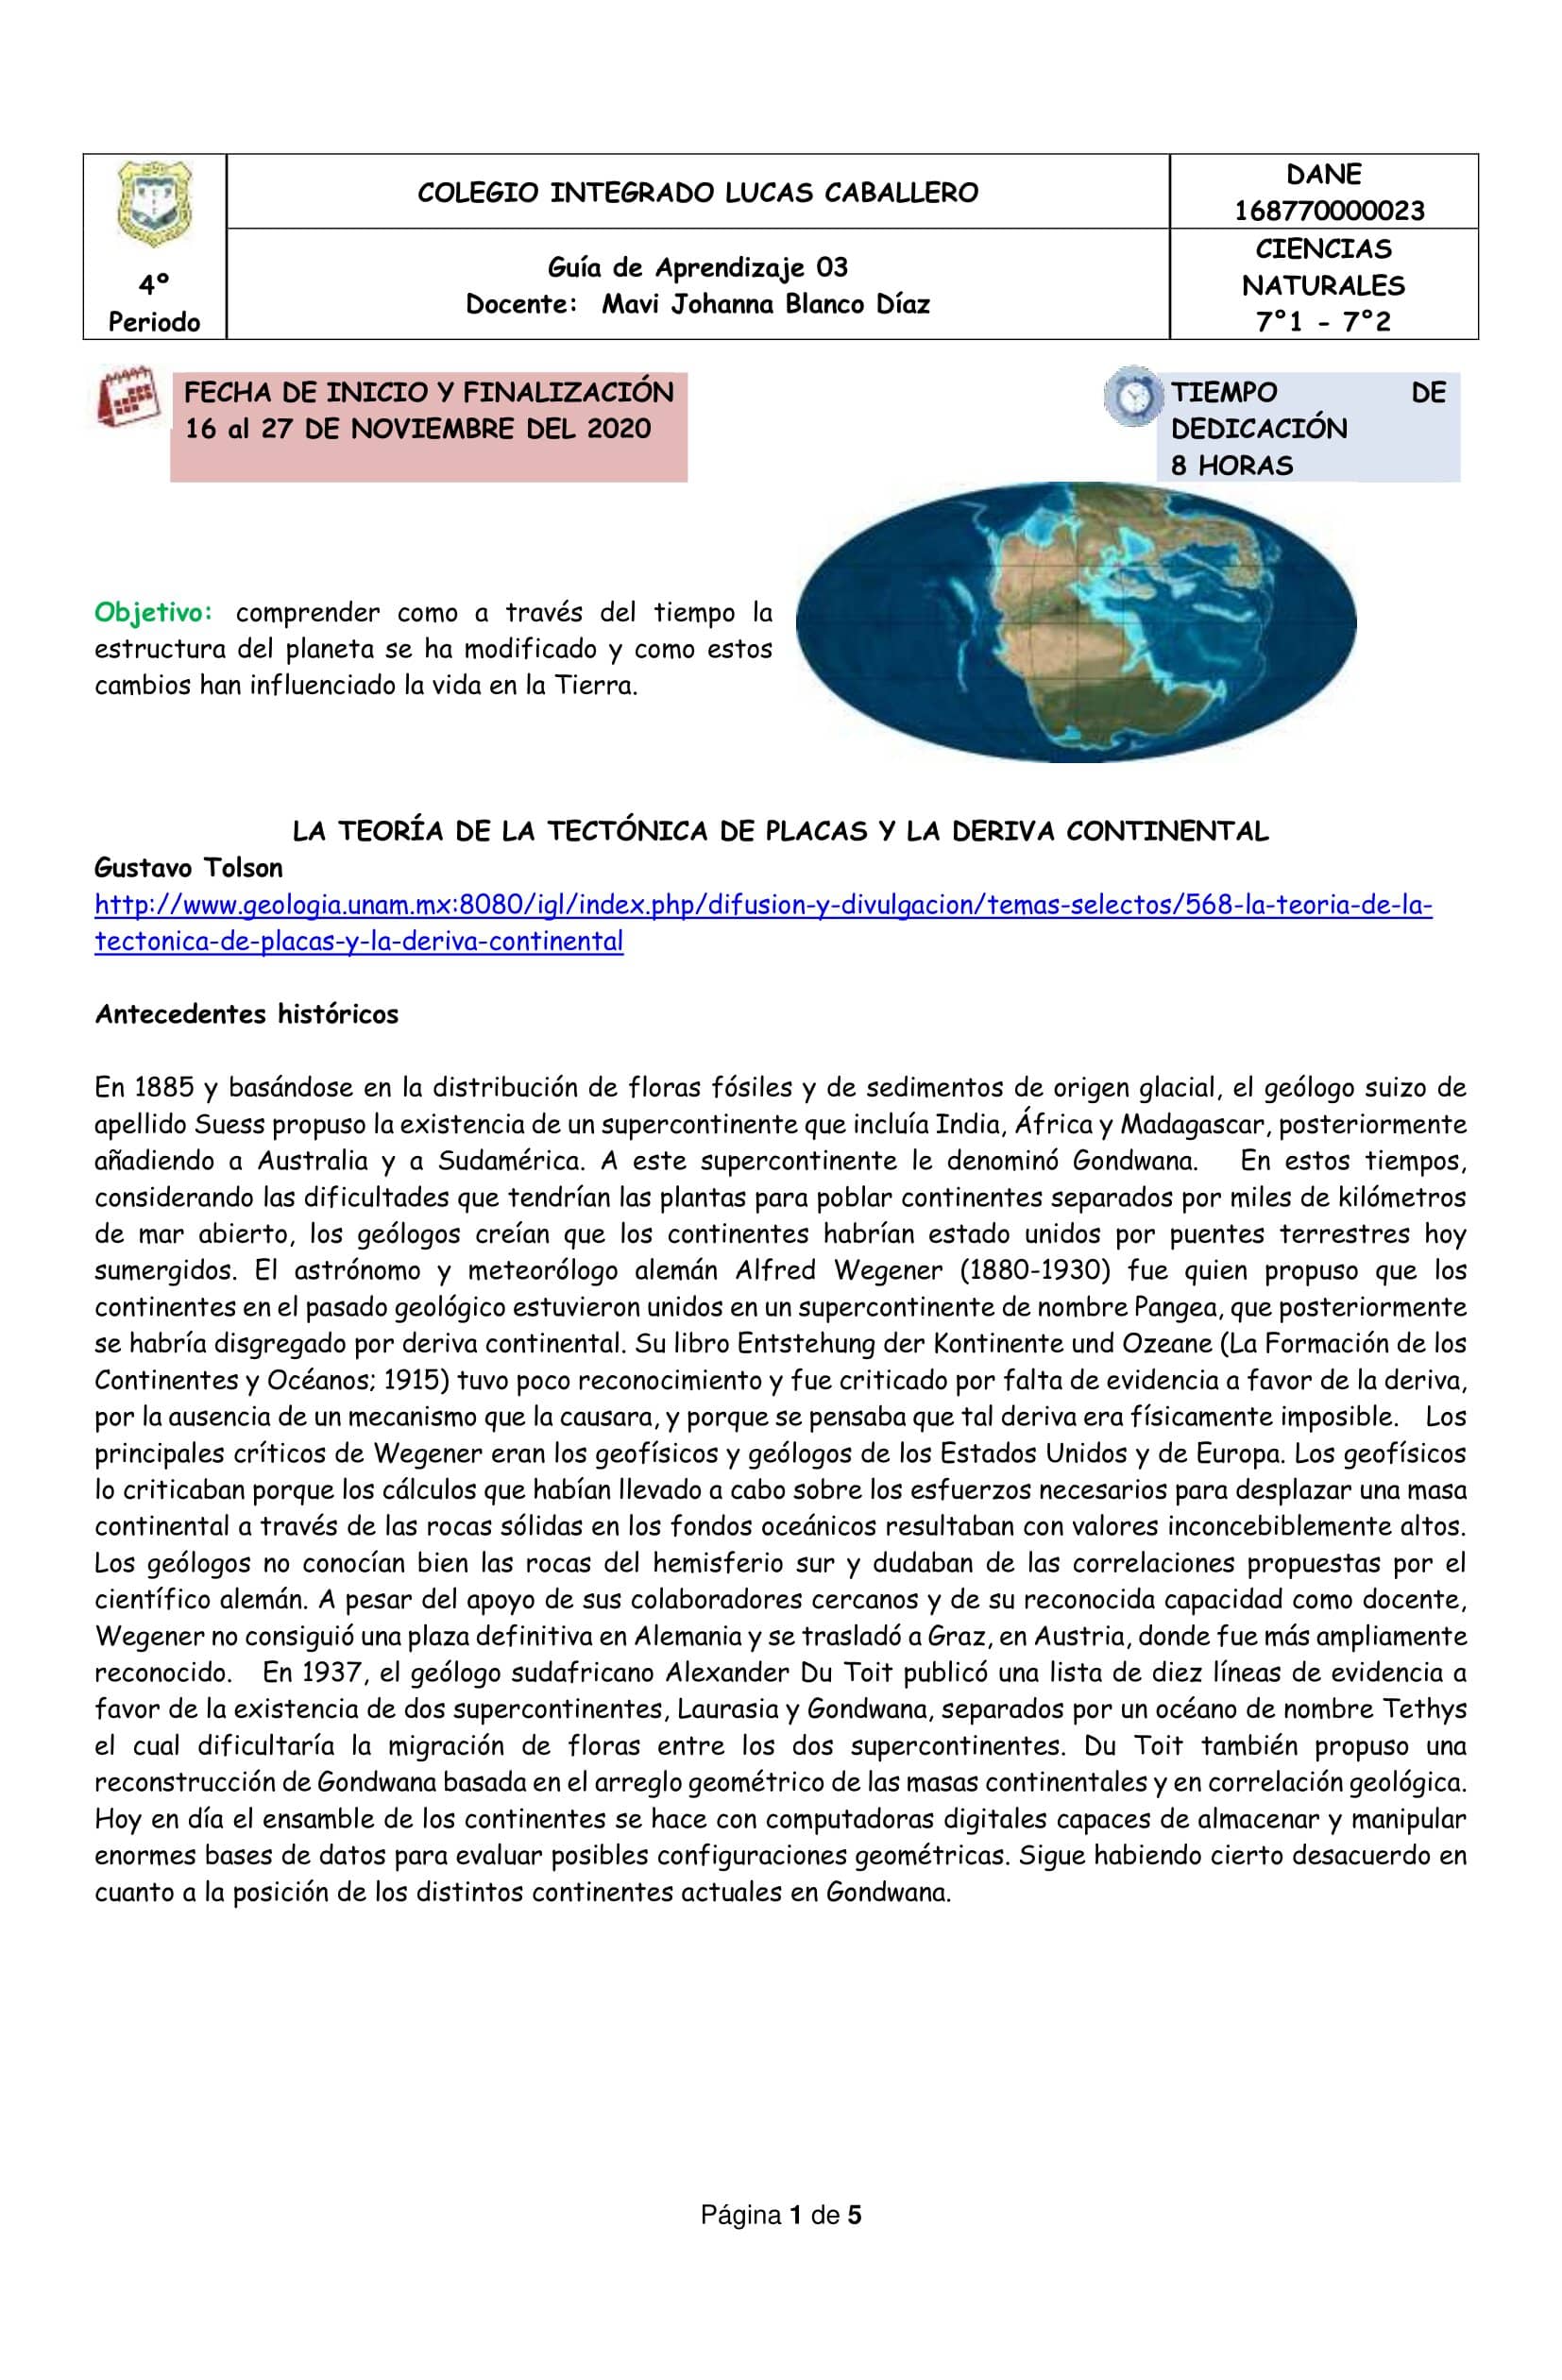 COLEGIO INTEGRADO LUCAS CABALLERO
DANE
168770000023
4º
Periodo
Guía de Aprendizaje 03
Docente: Mavi Johanna Blanco Díaz
CIENCIAS
NATURALES
7°1 - 7°2
FECHA DE INICIO Y FINALIZACIÓN
16 al 27 DE NOVIEMBRE DEL 2020
TIEMPO DE
DEDICACIÓN
8 HORAS
Objetivo: comprender como a través del tiempo la
estructura del planeta se ha modificado y como estos
cambios han influenciado la vida en la Tierra.
LA TEORÍA DE LA TECTÓNICA DE PLACAS Y LA DERIVA CONTINENTAL
Gustavo Tolson
http://www.geologia.unam.mx:8080/igl/index.php/difusion-y-divulgacion/temas-selectos/568-la-teoria-de-la-
tectonica-de-placas-y-la-deriva-continental
Antecedentes históricos
En 1885 y basándose en la distribución de floras fósiles y de sedimentos de origen glacial, el geólogo suizo de
apellido Suess propuso la existencia de un supercontinente que incluía India, África y Madagascar, posteriormente
añadiendo a Australia y a Sudamérica. A este supercontinente le denominó Gondwana. En estos tiempos,
considerando las dificultades que tendrían las plantas para poblar continentes separados por miles de kilómetros
de mar abierto, los geólogos creían que los continentes habrían estado unidos por puentes terrestres hoy
sumergidos. El astrónomo y meteorólogo alemán Alfred Wegener (1880-1930) fue quien propuso que los
continentes en el pasado geológico estuvieron unidos en un supercontinente de nombre Pangea, que posteriormente
se habría disgregado por deriva continental. Su libro Entstehung der Kontinente und Ozeane (La Formación de los
Continentes y Océanos; 1915) tuvo poco reconocimiento y fue criticado por falta de evidencia a favor de la deriva,
por la ausencia de un mecanismo que la causara, y porque se pensaba que tal deriva era físicamente imposible. Los
principales críticos de Wegener eran los geofísicos y geólogos de los Estados Unidos y de Europa. Los geofísicos
lo criticaban porque los cálculos que habían llevado a cabo sobre los esfuerzos necesarios para desplazar una masa
continental a través de las rocas sólidas en los fondos oceánicos resultaban con valores inconcebiblemente altos.
Los geólogos no conocían bien las rocas del hemisferio sur y dudaban de las correlaciones propuestas por el
científico alemán. A pesar del apoyo de sus colaboradores cercanos y de su reconocida capacidad como docente,
Wegener no consiguió una plaza definitiva en Alemania y se trasladó a Graz, en Austria, donde fue más ampliamente
reconocido. En 1937, el geólogo sudafricano Alexander Du Toit publicó una lista de diez líneas de evidencia a
favor de la existencia de dos supercontinentes, Laurasia y Gondwana, separados por un océano de nombre Tethys
el cual dificultaría la migración de floras entre los dos supercontinentes. Du Toit también propuso una
reconstrucción de Gondwana basada en el arreglo geométrico de las masas continentales y en correlación geológica.
Hoy en día el ensamble de los continentes se hace con computadoras digitales capaces de almacenar y manipular
enormes bases de datos para evaluar posibles configuraciones geométricas. Sigue habiendo cierto desacuerdo en
cuanto a la posición de los distintos continentes actuales en Gondwana.
Página 1 de 5